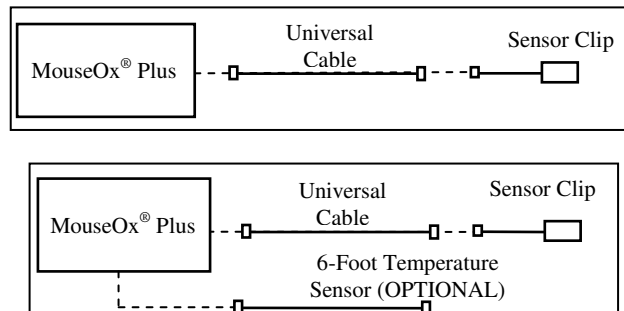 MouseOx® Plus
Universal
Cable
Sensor Clip
MouseOx® Plus
Universal
Cable
Sensor Clip
6-Foot Temperature
Sensor (OPTIONAL)